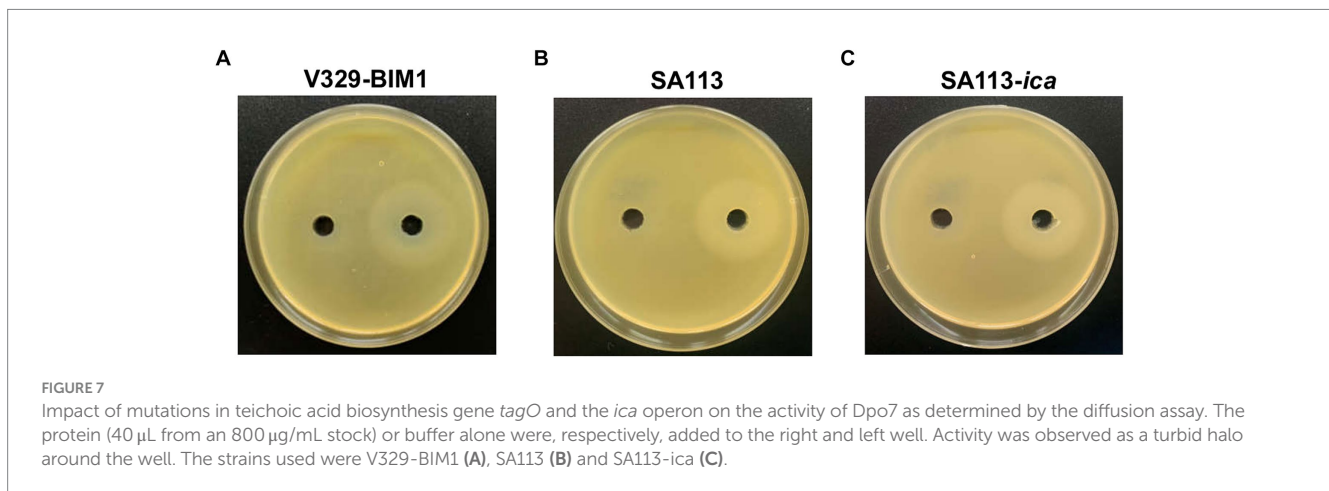 A
V329-BIM1
B
SA113
C
SA113-ica
FIGURE 7
Impact of mutations in teichoic acid biosynthesis gene tagO and the ica operon on the activity of Dpo7 as determined by the diffusion assay. The
protein (40 μL from an 800 μg/mL stock) or buffer alone were, respectively, added to the right and left well. Activity was observed as a turbid halo
around the well. The strains used were V329-BIM1 (A), SA113 (B) and SA113-ica (C).